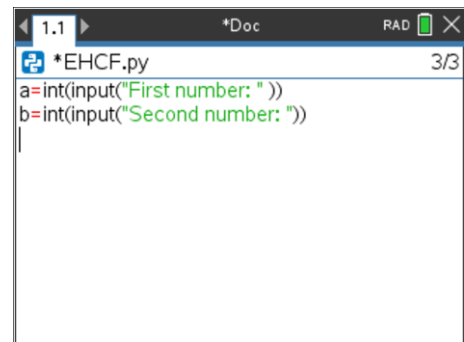 1.1 *Doc RAD
*EHCF.py 3/3
a=int(input("First number: " ))
b=int(input("Second number: "))